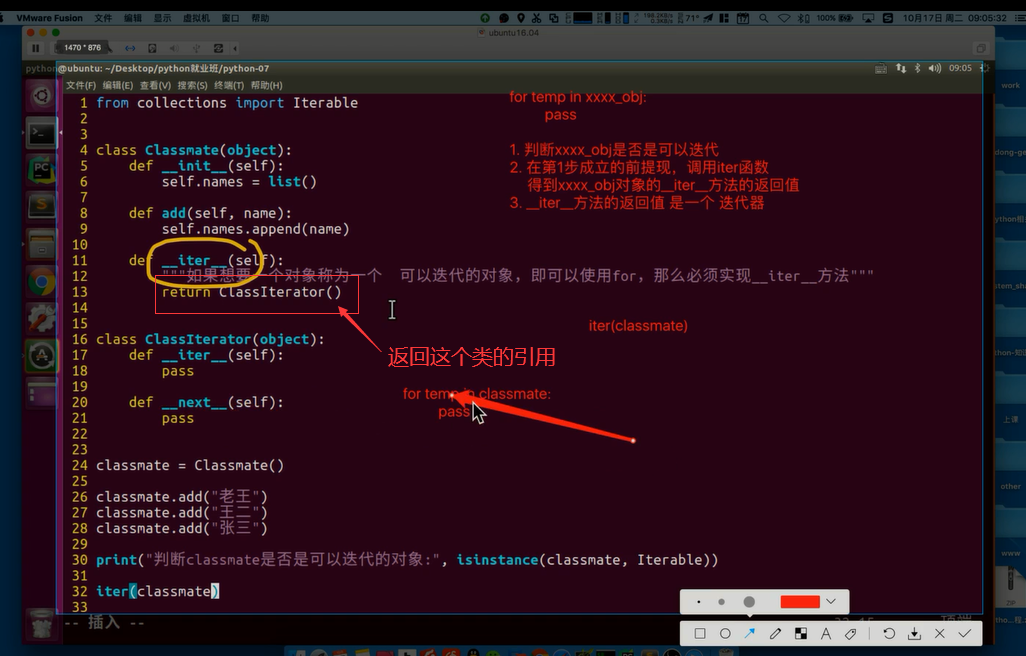 VMware Fusion 文件 编辑 显示 虚拟机 窗口 帮助
100% 10月17日 周二 09:05:32
ubuntu16.04
1470 * 876
@ubuntu: ~/Desktop/python就业班/python-07
09:05
文件(F) 编辑(E) 查看(V) 搜索(S) 终端(T) 帮助(H)
1 from collections import Iterable
2
3
4 class Classmate(object):
5 def __init__(self):
6 self.names = list()
7
8 def add(self, name):
9 self.names.append(name)
10
11 def __iter__(self):
12 """如果想要一个对象称为一个 可以迭代的对象，即可以使用for，那么必须实现__iter__方法"""
13 return ClassIterator()
14
15
16 class ClassIterator(object):
17 def __iter__(self):
18 pass
19
20 def __next__(self):
21 pass
22
23
24 classmate = Classmate()
25
26 classmate.add("老王")
27 classmate.add("王二")
28 classmate.add("张三")
29
30 print("判断classmate是否是可以迭代的对象:", isinstance(classmate, Iterable))
31
32 iter(classmate)
33
-- 插入 --
for temp in xxxx_obj:
pass
1. 判断xxxx_obj是否是可以迭代
2. 在第1步成立的前提现，调用iter函数
得到xxxx_obj对象的__iter__方法的返回值
3. __iter__方法的返回值 是一个 迭代器
iter(classmate)
返回这个类的引用
for temp in classmate:
pass
work
上课
other
www